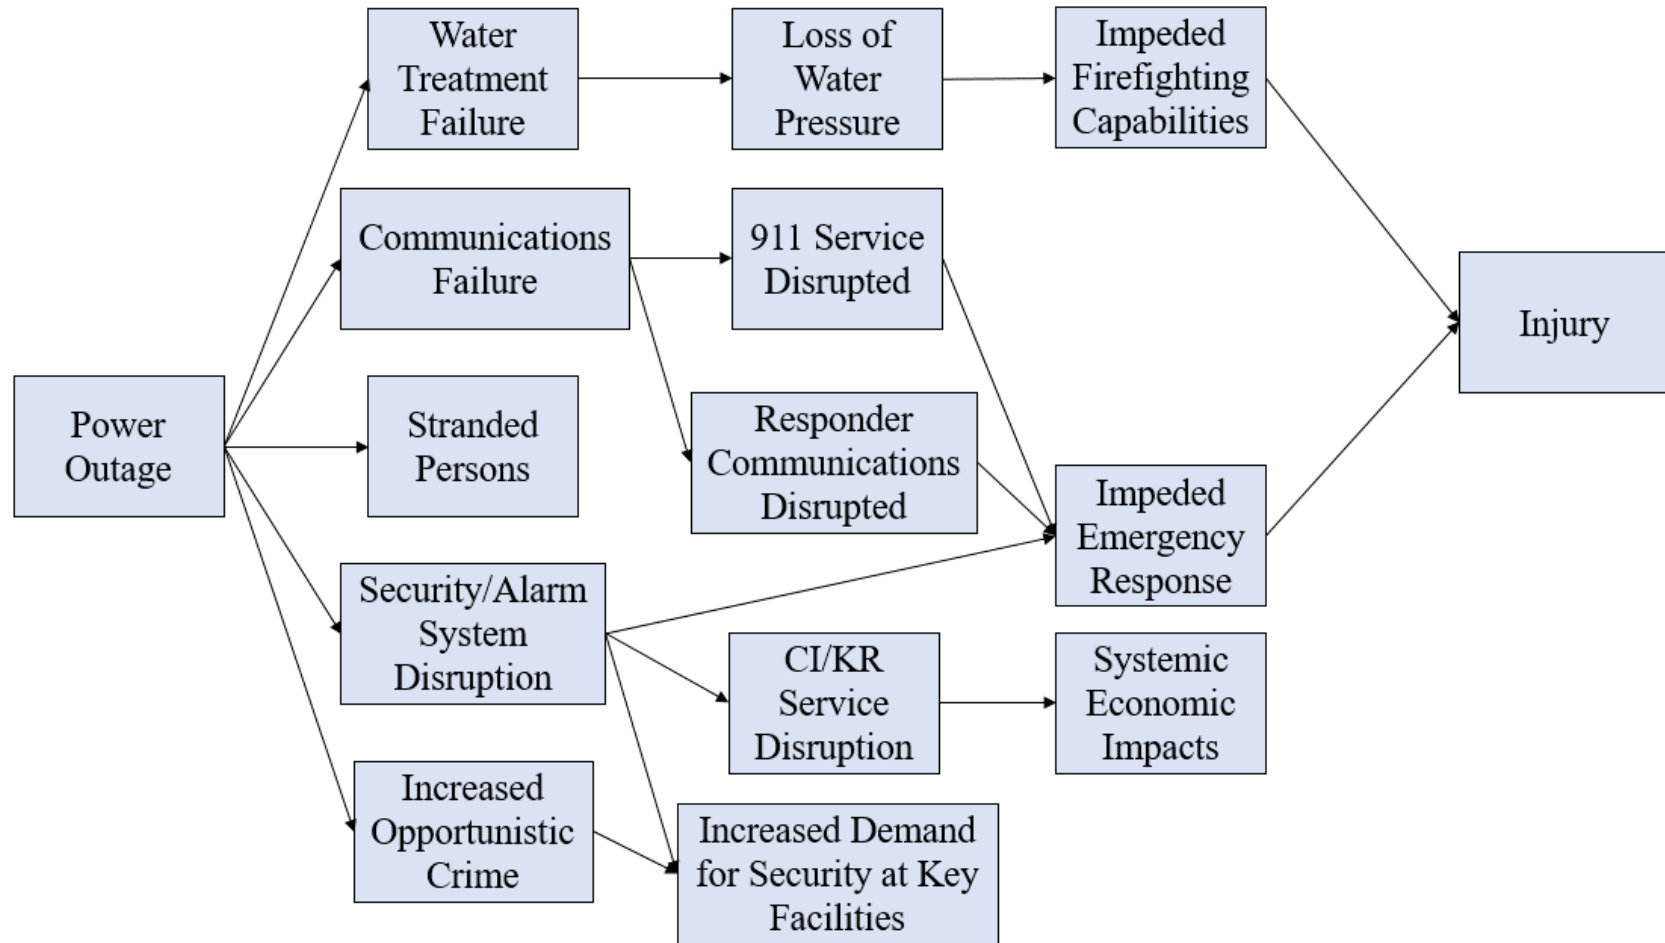 Water
Treatment
Failure
Loss of
Water
Pressure
Impeded
Firefighting
Capabilities
Communications
Failure
911 Service
Disrupted
Injury
Power
Outage
Stranded
Persons
Responder
Communications
Disrupted
Impeded
Emergency
Response
Security/Alarm
System
Disruption
CI/KR
Service
Disruption
Systemic
Economic
Impacts
Increased
Opportunistic
Crime
Increased Demand
for Security at Key
Facilities